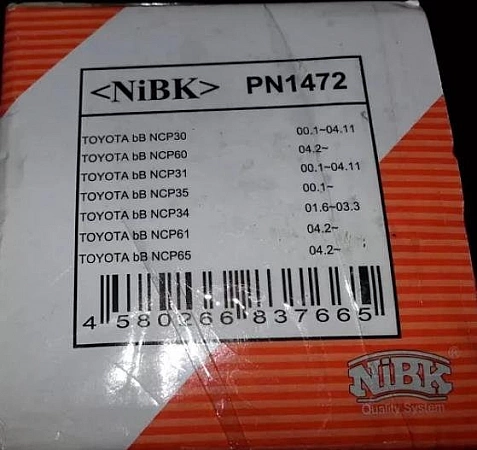 <NiBK> PN1472
TOYOTA bB NCP30 00.1~04.11
TOYOTA bB NCP60 04.2~
TOYOTA bB NCP31 00.1~04.11
TOYOTA bB NCP35 00.1~
TOYOTA bB NCP34 01.6~03.3
TOYOTA bB NCP61 04.2~
TOYOTA bB NCP65 04.2~
4 580266 837665
NiBK®
Quality System